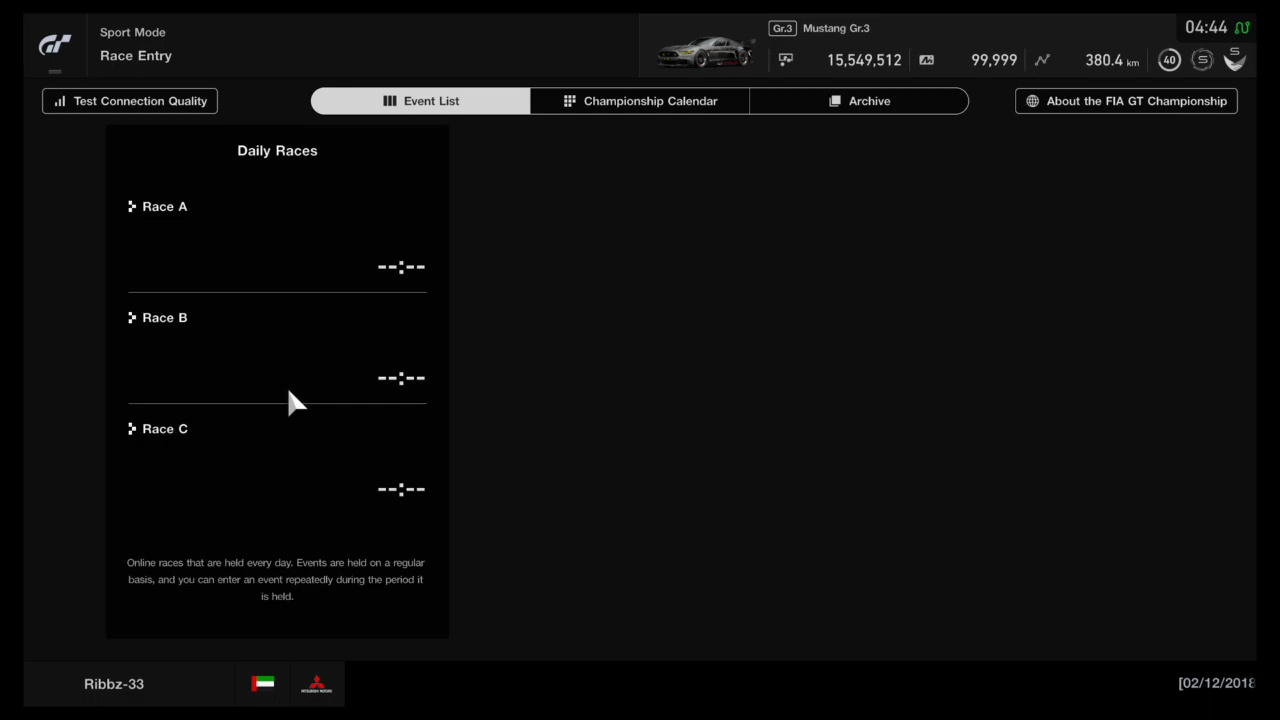 Sport Mode
Race Entry
Gr.3 Mustang Gr.3
04:44
15,549,512
99,999
380.4 km
40
S
S
Test Connection Quality
Event List
Championship Calendar
Archive
About the FIA GT Championship
Daily Races
Race A
--:--
Race B
--:--
Race C
--:--
Online races that are held every day. Events are held on a regular
basis, and you can enter an event repeatedly during the period it
is held.
Ribbz-33
MITSUBISHI MOTORS
[02/12/2018